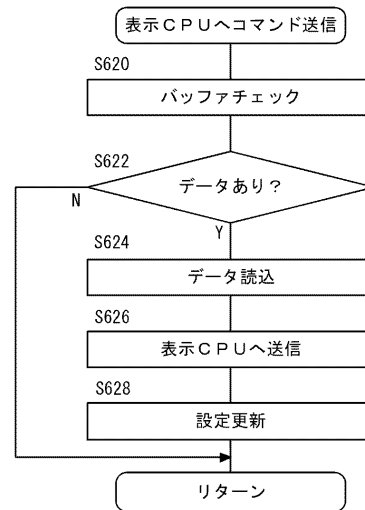 表示ＣＰＵへコマンド送信
S620
バッファチェック
S622
データあり？
N
Y
S624
データ読込
S626
表示ＣＰＵへ送信
S628
設定更新
リターン